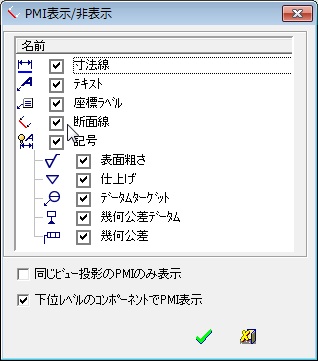 PMI表示/非表示
名前
寸法線
ﾃｷｽﾄ
座標ﾗﾍﾞﾙ
断面線
記号
表面粗さ
仕上げ
ﾃﾞｰﾀﾑﾀｰｹﾞｯﾄ
幾何公差ﾃﾞｰﾀﾑ
幾何公差
同じﾋﾞｭｰ投影のPMIのみ表示
下位ﾚﾍﾞﾙのｺﾝﾎﾟｰﾈﾝﾄでPMI表示